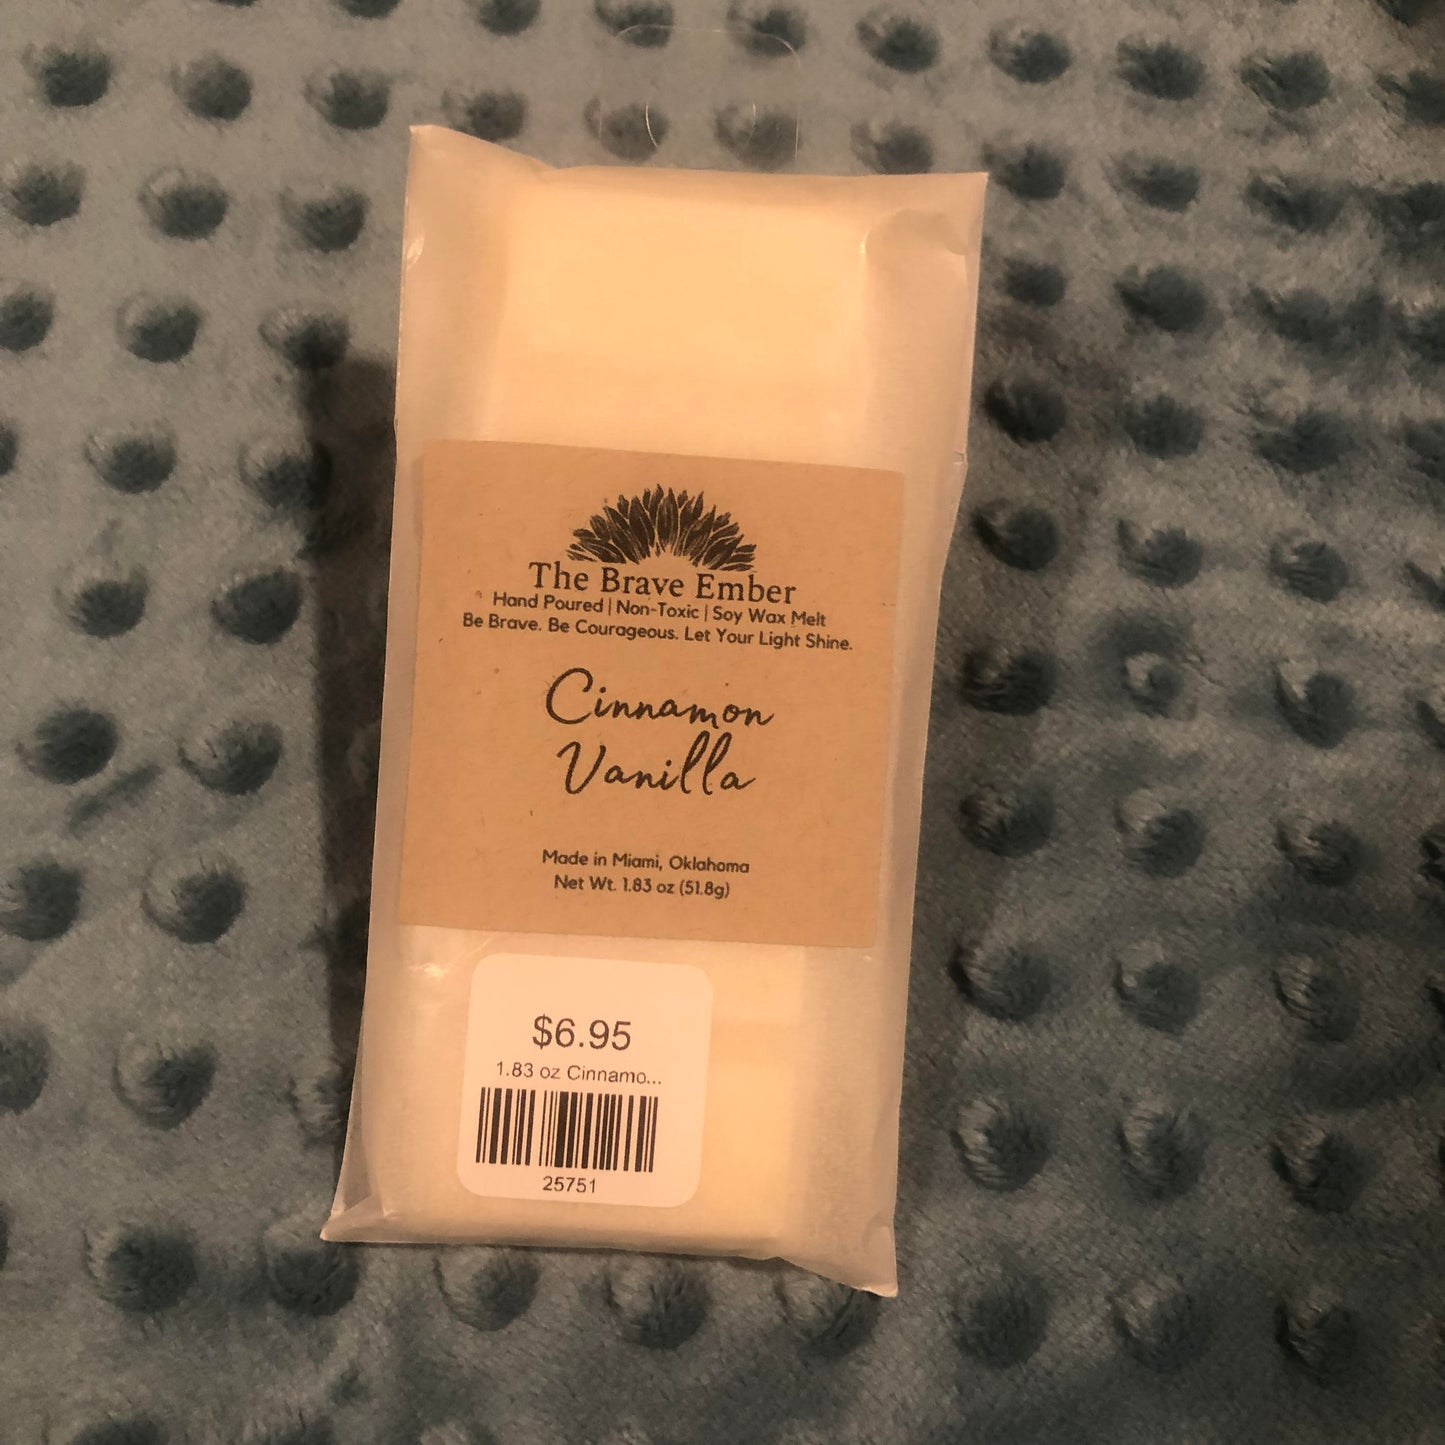 The Brave Ember
Hand Poured | Non-Toxic | Soy Wax Melt
Be Brave. Be Courageous. Let Your Light Shine.
Cinnamon
Vanilla
Made in Miami, Oklahoma
Net Wt. 1.83 oz (51.8g)
$6.95
1.83 oz Cinnamo...
25751